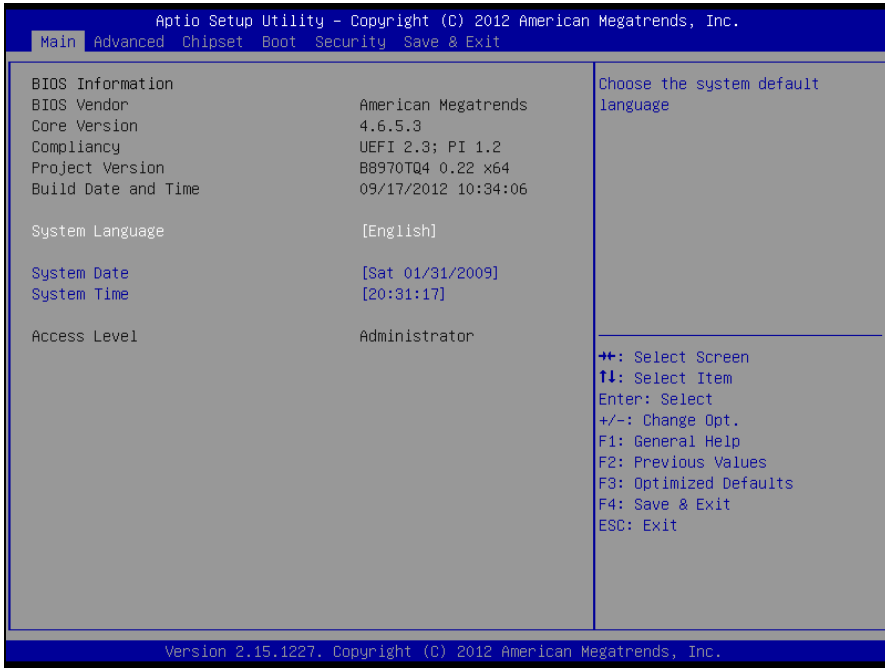 Aptio Setup Utility – Copyright (C) 2012 American Megatrends, Inc.
Main Advanced Chipset Boot Security Save & Exit
BIOS Information
BIOS Vendor American Megatrends
Core Version 4.6.5.3
Compliancy UEFI 2.3; PI 1.2
Project Version B8970TQ4 0.22 x64
Build Date and Time 09/17/2012 10:34:06
System Language [English]
System Date [Sat 01/31/2009]
System Time [20:31:17]
Access Level Administrator
Choose the system default
language
→←: Select Screen
↑↓: Select Item
Enter: Select
+/-: Change Opt.
F1: General Help
F2: Previous Values
F3: Optimized Defaults
F4: Save & Exit
ESC: Exit
Version 2.15.1227. Copyright (C) 2012 American Megatrends, Inc.